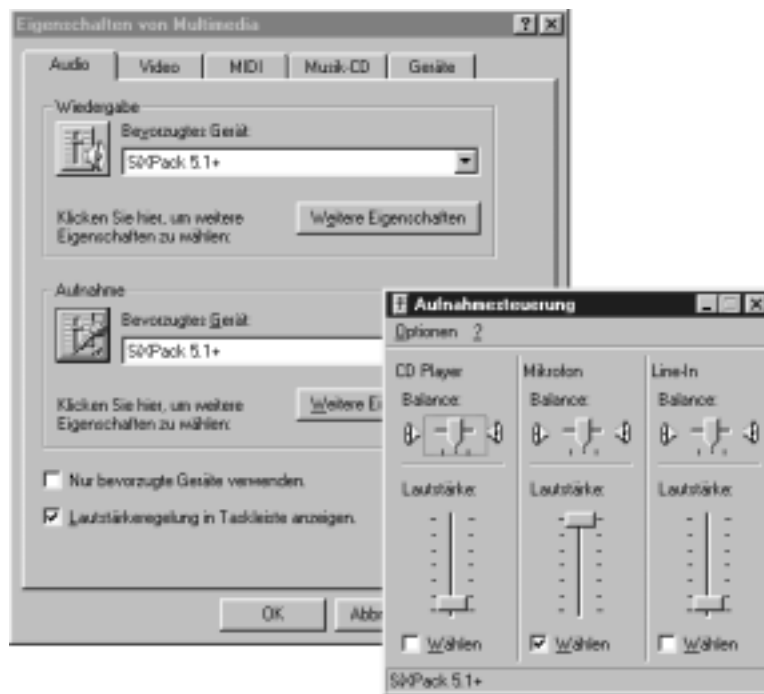 Eigenschaften von Multimedia
Audio Video MIDI Musik-CD Geräte
Wiedergabe
Bevorzugtes Gerät:
SiXPack 5.1+
Klicken Sie hier, um weitere
Eigenschaften zu wählen:
Weitere Eigenschaften
Aufnahme
Bevorzugtes Gerät:
SiXPack 5.1+
Klicken Sie hier, um weitere
Eigenschaften zu wählen:
Weitere Ei
Nur bevorzugte Geräte verwenden.
Lautstärkeregelung in Taskleiste anzeigen.
OK Abbr
Aufnahmesteuerung
Optionen ?
CD Player Mikrofon Line-In
Balance: Balance: Balance:
Lautstärke: Lautstärke: Lautstärke:
Wählen Wählen Wählen
SiXPack 5.1+